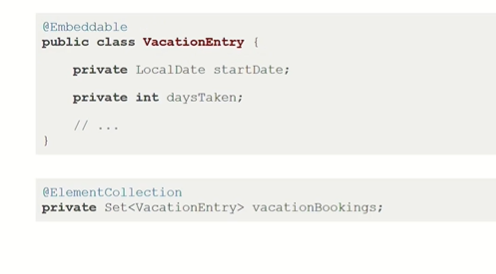 @Embeddable
public class VacationEntry {
private LocalDate startDate;
private int daysTaken;
// ...
}
@ElementCollection
private Set<VacationEntry> vacationBookings;